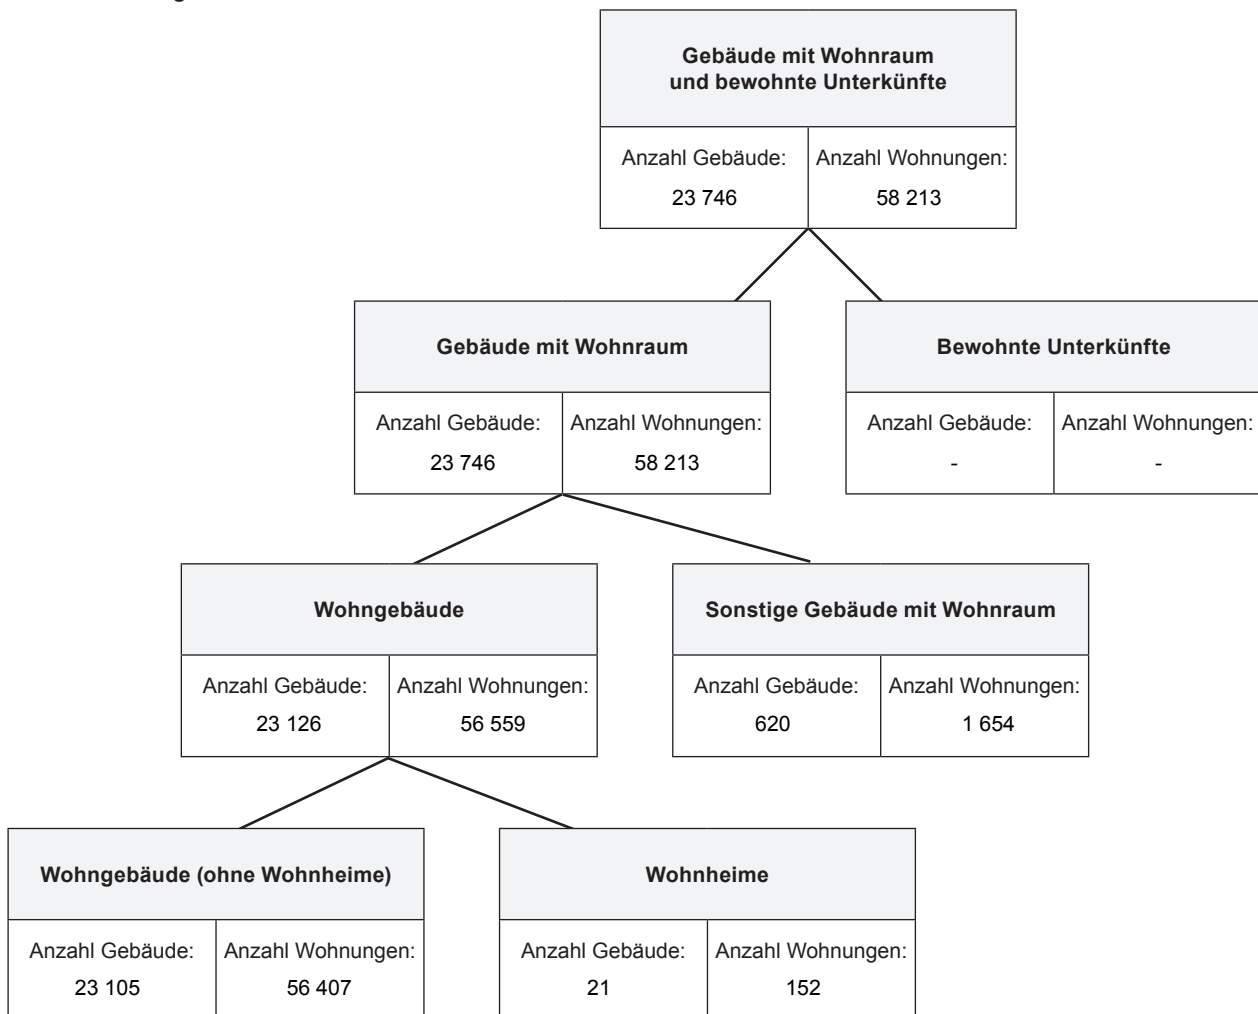 Gebäude mit Wohnraum
und bewohnte Unterkünfte
Anzahl Gebäude: Anzahl Wohnungen:
23 746 58 213
Gebäude mit Wohnraum
Anzahl Gebäude: Anzahl Wohnungen:
23 746 58 213
Bewohnte Unterkünfte
Anzahl Gebäude: Anzahl Wohnungen:
- -
Wohngebäude
Anzahl Gebäude: Anzahl Wohnungen:
23 126 56 559
Sonstige Gebäude mit Wohnraum
Anzahl Gebäude: Anzahl Wohnungen:
620 1 654
Wohngebäude (ohne Wohnheime)
Anzahl Gebäude: Anzahl Wohnungen:
23 105 56 407
Wohnheime
Anzahl Gebäude: Anzahl Wohnungen:
21 152